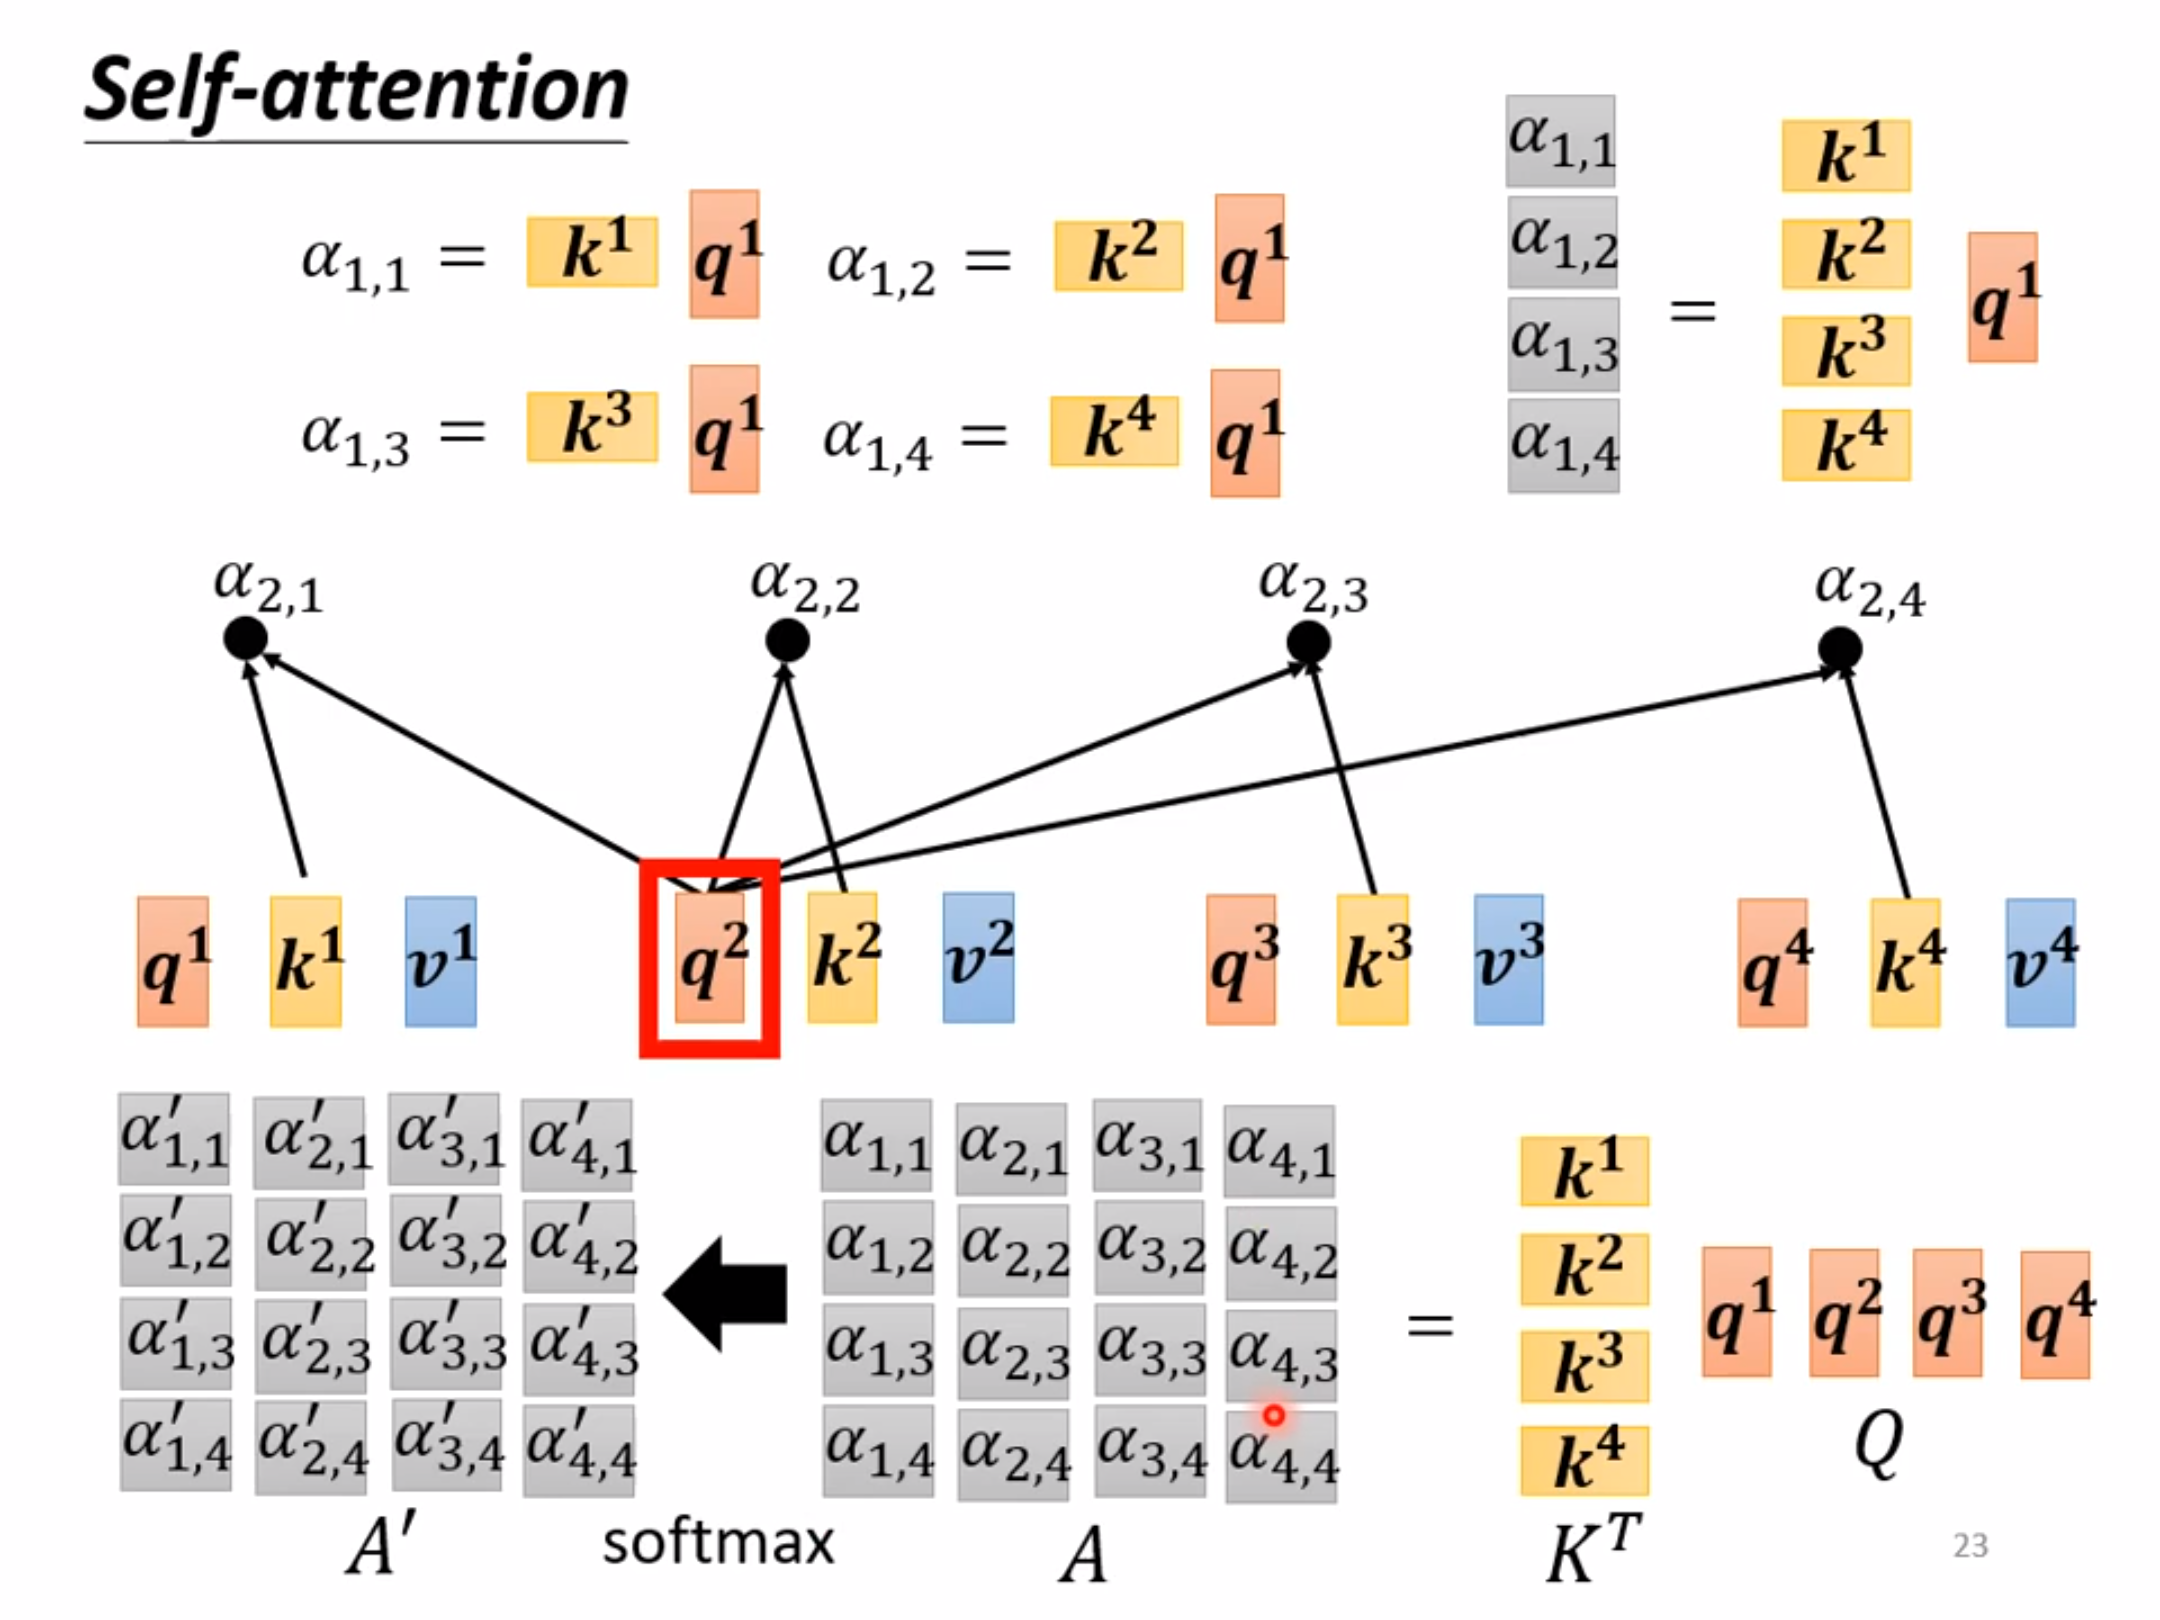 Self-attention
α1,1 = k¹ q¹ α1,2 = k² q¹
α1,3 = k³ q¹ α1,4 = k⁴ q¹
α1,1 k¹
α1,2 k²
= q¹
α1,3 k³
α1,4 k⁴
α2,1 α2,2 α2,3 α2,4
q¹ k¹ v¹ q² k² v² q³ k³ v³ q⁴ k⁴ v⁴
α′1,1 α′2,1 α′3,1 α′4,1 α1,1 α2,1 α3,1 α4,1 k¹
α′1,2 α′2,2 α′3,2 α′4,2 α1,2 α2,2 α3,2 α4,2 k²
= q¹ q² q³ q⁴
α′1,3 α′2,3 α′3,3 α′4,3 α1,3 α2,3 α3,3 α4,3 k³
α′1,4 α′2,4 α′3,4 α′4,4 α1,4 α2,4 α3,4 α4,4 k⁴
Q
A′ softmax A Kᵀ
23